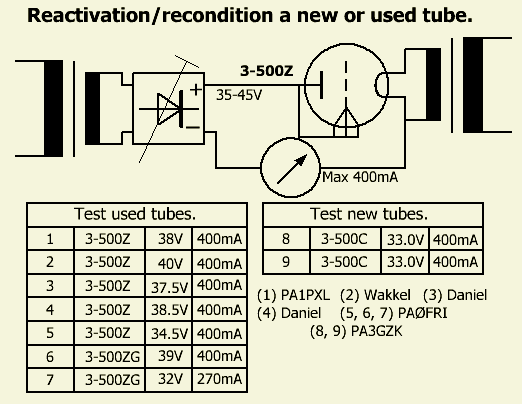 Reactivation/recondition a new or used tube.
3-500Z
+
35-45V
−
Max 400mA
Test used tubes.
1 3-500Z 38V 400mA
2 3-500Z 40V 400mA
3 3-500Z 37.5V 400mA
4 3-500Z 38.5V 400mA
5 3-500Z 34.5V 400mA
6 3-500ZG 39V 400mA
7 3-500ZG 32V 270mA
Test new tubes.
8 3-500C 33.0V 400mA
9 3-500C 33.0V 400mA
(1) PA1PXL (2) Wakkel (3) Daniel
(4) Daniel (5, 6, 7) PAØFRI
(8, 9) PA3GZK